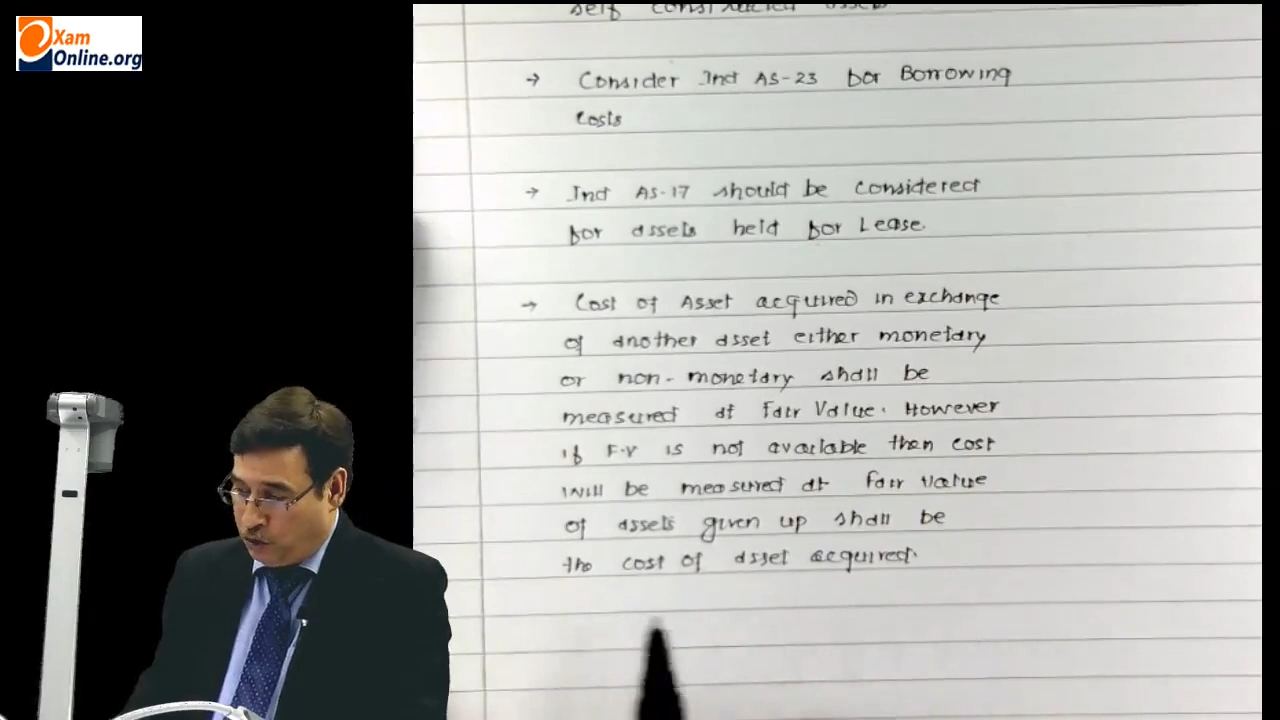 Xam
Online.org
self constructed assets
→ Consider Ind AS-23 for Borrowing
Costs
→ Ind AS-17 should be considered
for assets held for Lease.
→ Cost of Asset acquired in exchange
of another asset either monetary
or non-monetary shall be
measured at Fair Value. However
if F.V is not available then cost
will be measured at Fair Value
of assets given up shall be
the cost of asset acquired.